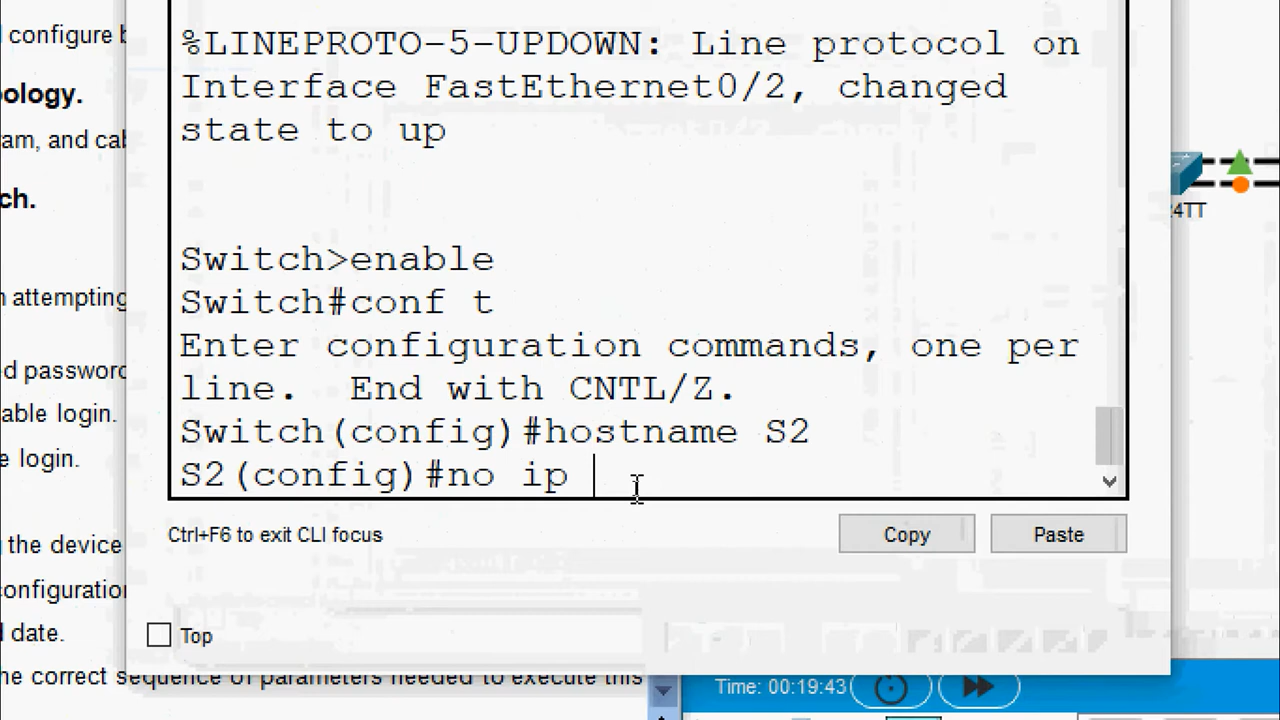 configure
%LINEPROTO-5-UPDOWN: Line protocol on
Interface FastEthernet0/2, changed
state to up
ology.
am, and
ch.
4TT
Switch>enable
attempting
Switch#conf t
Enter configuration commands, one per
d password
line.  End with CNTL/Z.
able login.
Switch(config)#hostname S2
e login.
S2(config)#no ip
Ctrl+F6 to exit CLI focus
Copy
Paste
the device
configuration
date.
Top
he correct sequence of parameters needed to execute this
Time: 00:19:43